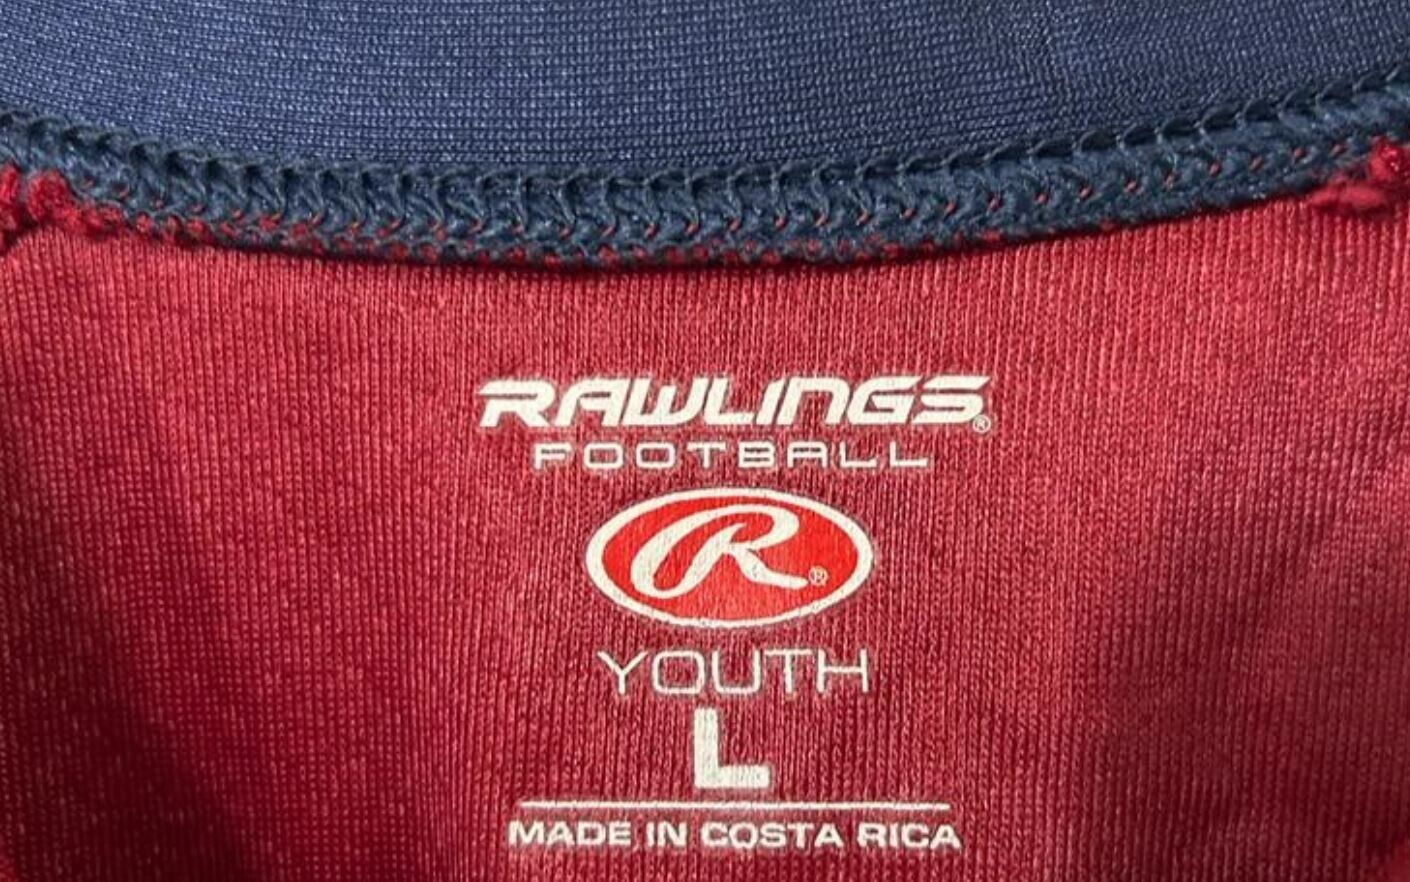 RAWLINGS®
FOOTBALL
R®
YOUTH
L
MADE IN COSTA RICA